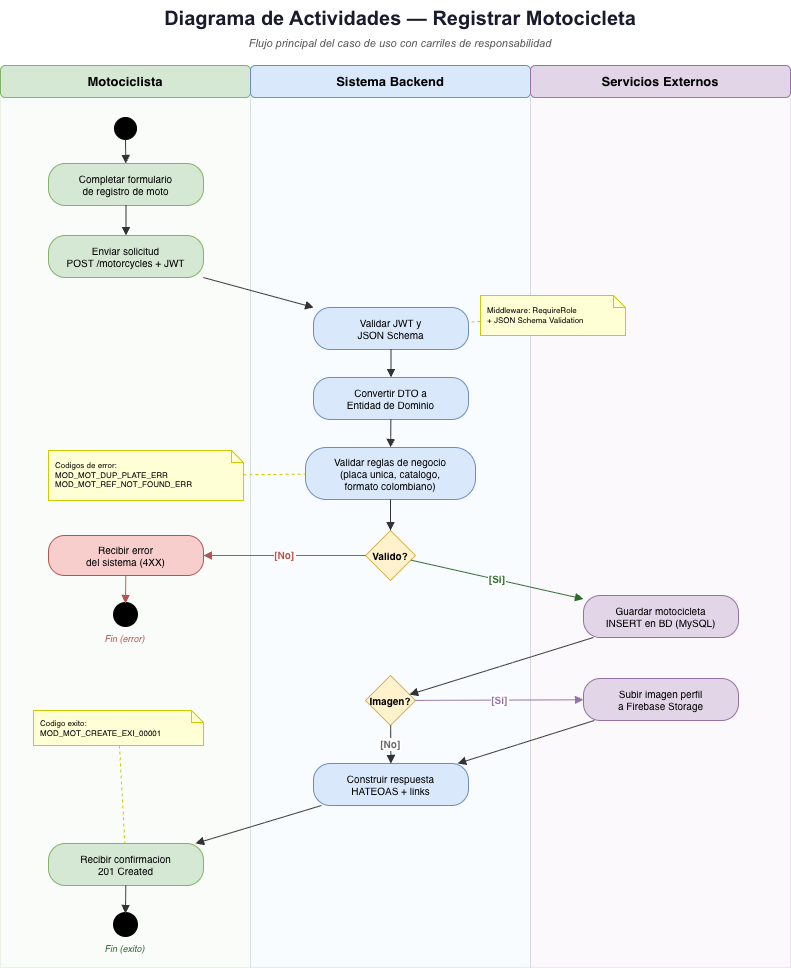 Diagrama de Actividades — Registrar Motocicleta
Flujo principal del caso de uso con carriles de responsabilidad
Motociclista
Sistema Backend
Servicios Externos
Completar formulario
de registro de moto
Enviar solicitud
POST /motorcycles + JWT
Validar JWT y
JSON Schema
Middleware: RequireRole
+ JSON Schema Validation
Convertir DTO a
Entidad de Dominio
Validar reglas de negocio
(placa unica, catalogo,
formato colombiano)
Codigos de error:
MOD_MOT_DUP_PLATE_ERR
MOD_MOT_REF_NOT_FOUND_ERR
Valido?
[No]
Recibir error
del sistema (4XX)
Fin (error)
[Si]
Guardar motocicleta
INSERT en BD (MySQL)
Imagen?
[Si]
Subir imagen perfil
a Firebase Storage
[No]
Construir respuesta
HATEOAS + links
Codigo exito:
MOD_MOT_CREATE_EXI_00001
Recibir confirmacion
201 Created
Fin (exito)